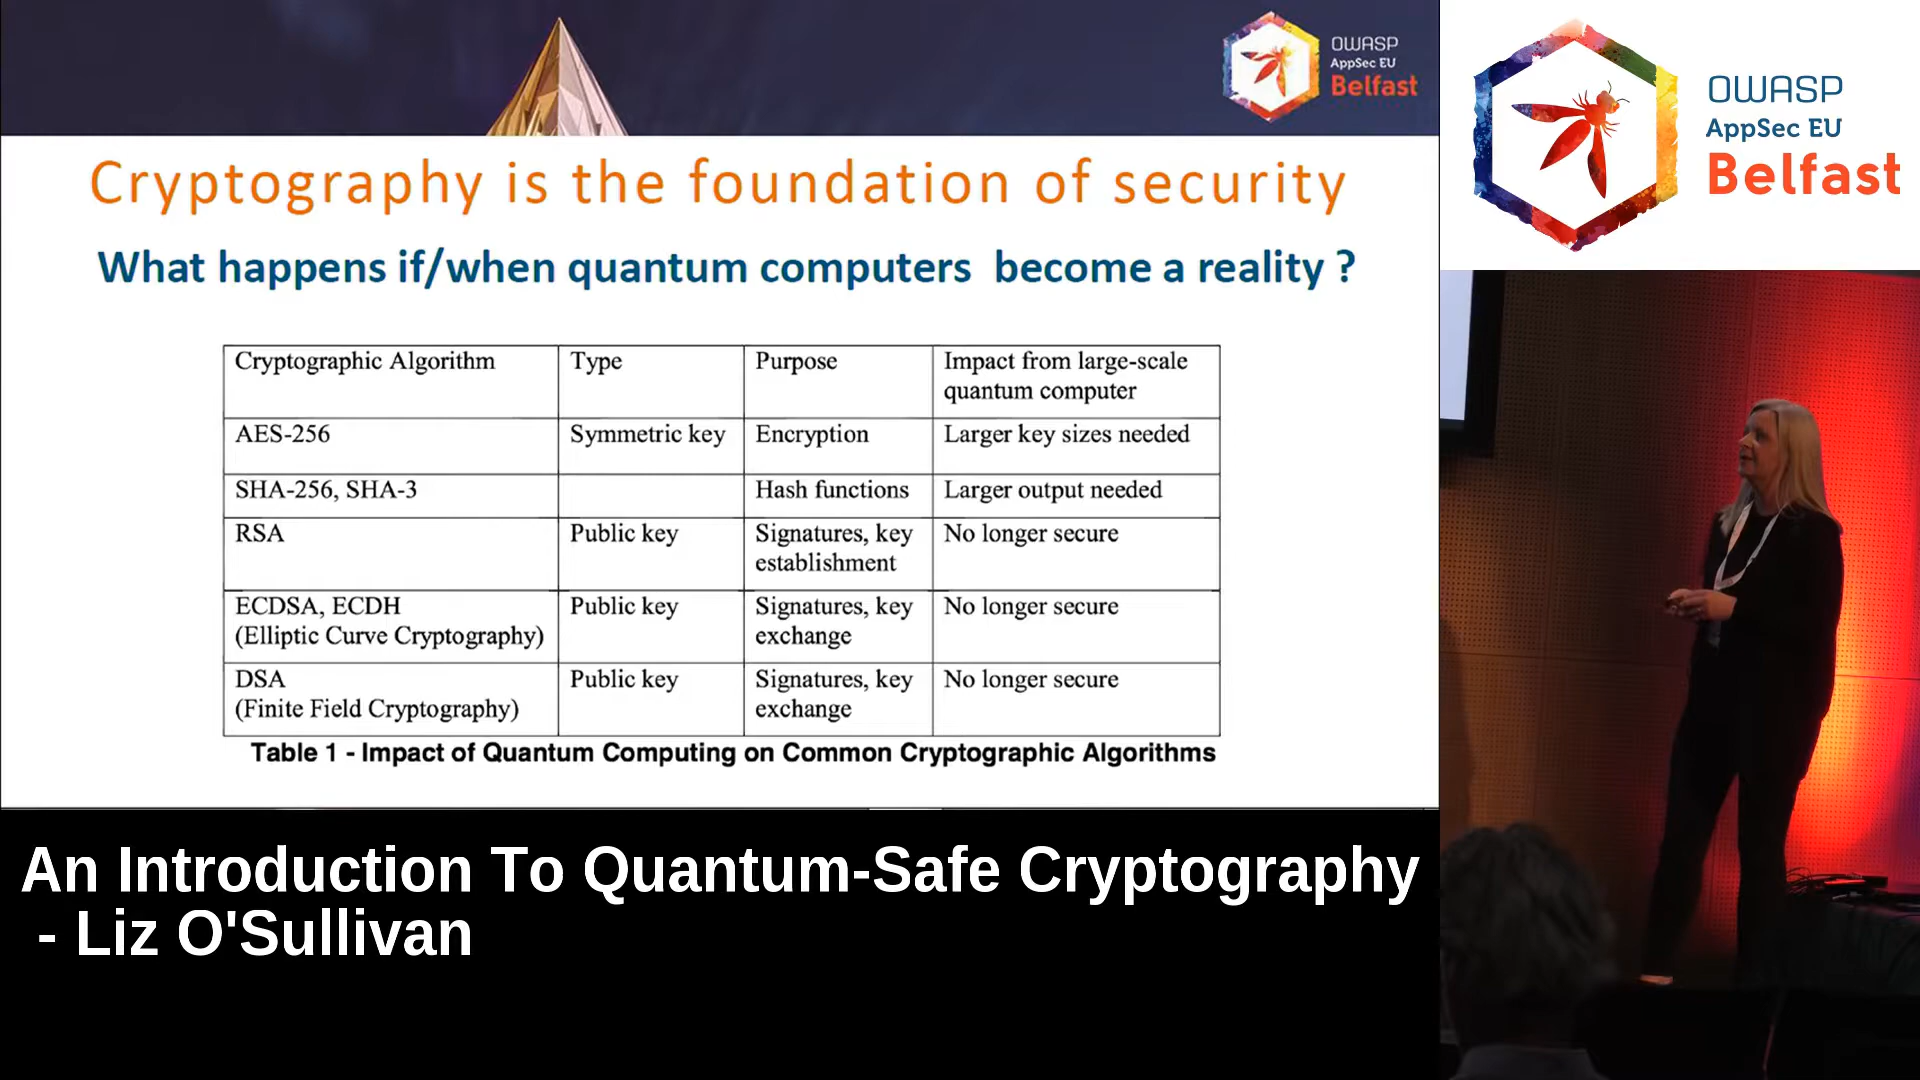 OWASP
AppSec EU
Belfast
OWASP
AppSec EU
Belfast
Cryptography is the foundation of security
What happens if/when quantum computers become a reality ?
Cryptographic Algorithm Type Purpose Impact from large-scale
quantum computer
AES-256 Symmetric key Encryption Larger key sizes needed
SHA-256, SHA-3 Hash functions Larger output needed
RSA Public key Signatures, key No longer secure
establishment
ECDSA, ECDH Public key Signatures, key No longer secure
(Elliptic Curve Cryptography) exchange
DSA Public key Signatures, key No longer secure
(Finite Field Cryptography) exchange
Table 1 - Impact of Quantum Computing on Common Cryptographic Algorithms
An Introduction To Quantum-Safe Cryptography
- Liz O'Sullivan